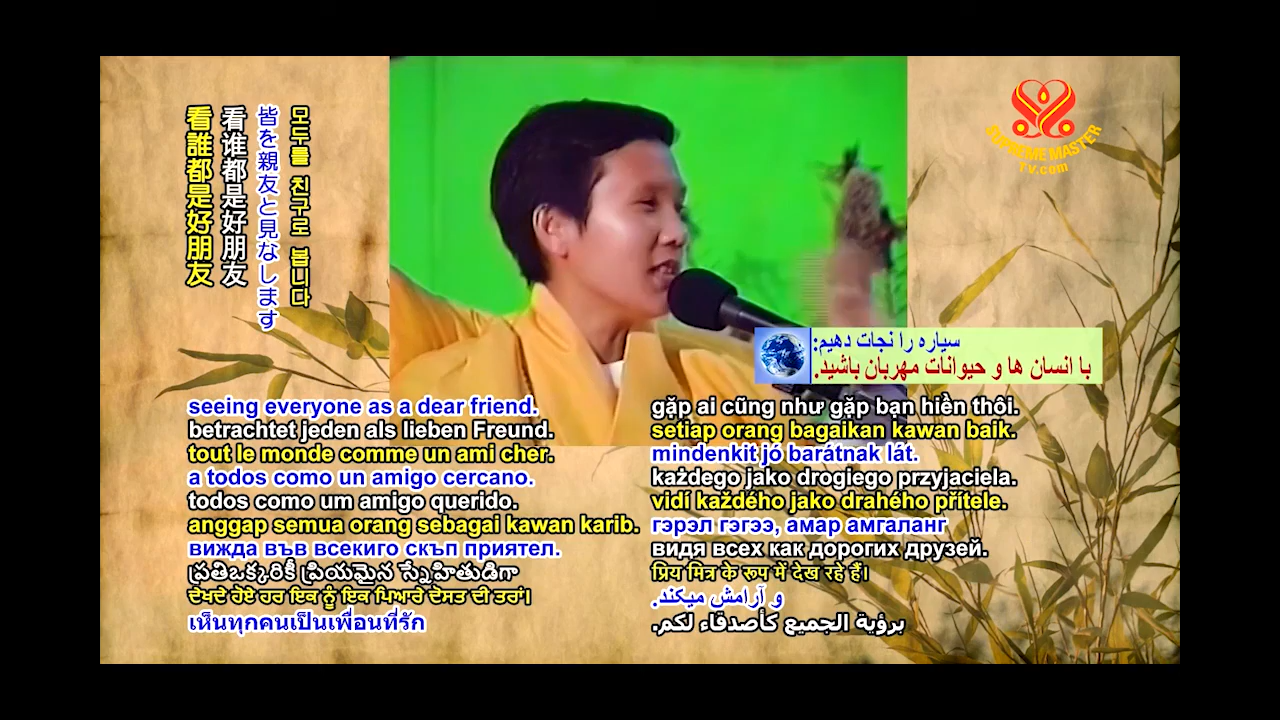 모두를 친구로 봅니다
皆を親友と見なします
看谁都是好朋友
看誰都是好朋友
SUPREME MASTER
TV.com
سیاره را نجات دهیم:
با انسان ها و حیوانات مهربان باشید.
seeing everyone as a dear friend.
betrachtet jeden als lieben Freund.
tout le monde comme un ami cher.
a todos como un amigo cercano.
todos como um amigo querido.
anggap semua orang sebagai kawan karib.
вижда във всекиго скъп приятел.
ప్రతిఒక్కరికీ ప్రియమైన స్నేహితుడిగా
ਦੇਖਦੇ ਹੋਏ ਹਰ ਇਕ ਨੂੰ ਇਕ ਪਿਆਰੇ ਦੋਸਤ ਦੀ ਤਰਾਂ।
เห็นทุกคนเป็นเพื่อนที่รัก
gặp ai cũng như gặp bạn hiền thôi.
setiap orang bagaikan kawan baik.
mindenkit jó barátnak lát.
każdego jako drogiego przyjaciela.
vidí každého jako drahého přítele.
гэрэл гэгээ, амар амгаланг
видя всех как дорогих друзей.
प्रिय मित्र के रूप में देख रहे हैं।
و آرامش میکند.
برؤية الجميع كأصدقاء لكم.